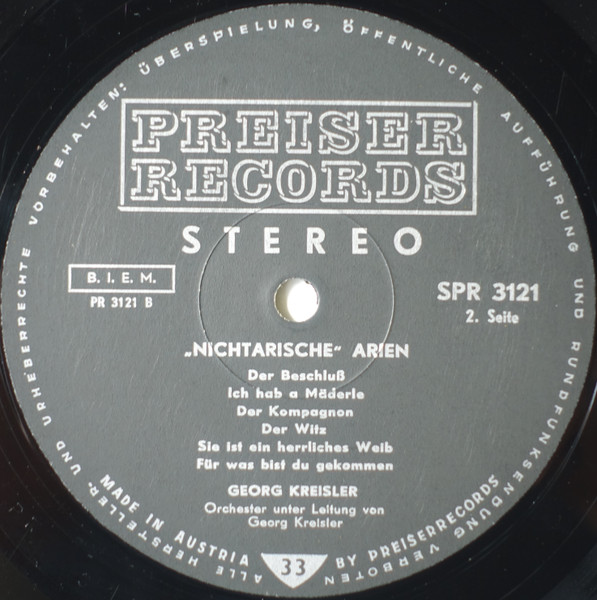 ALLE HERSTELLER- UND URHEBERRECHTE VORBEHALTEN: ÜBERSPIELUNG, ÖFFENTLICHE AUFFÜHRUNG UND RUNDFUNKSENDUNG VERBOTEN
PREISER
RECORDS
STEREO
B. I. E. M.
PR 3121 B
SPR 3121
2. Seite
„NICHTARISCHE“ ARIEN
Der Beschluß
Ich hab a Mäderle
Der Kompagnon
Der Witz
Sie ist ein herrliches Weib
Für was bist du gekommen
GEORG KREISLER
Orchester unter Leitung von
Georg Kreisler
MADE IN AUSTRIA
33
BY PREISERRECORDS